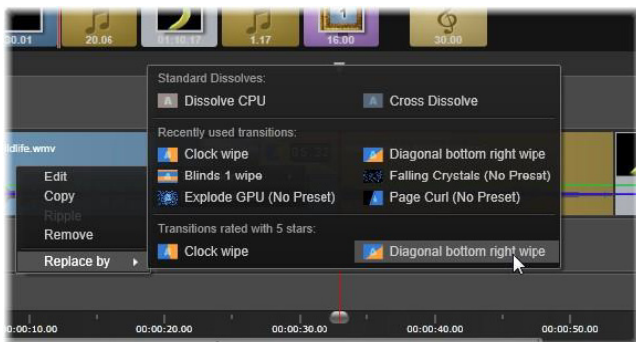 30.01 20.06 01:10.17 1.17 16.00 30.00
Standard Dissolves:
Dissolve CPU Cross Dissolve
Recently used transitions:
Clock wipe Diagonal bottom right wipe
Blinds 1 wipe Falling Crystals (No Preset)
Explode GPU (No Preset) Page Curl (No Preset)
Transitions rated with 5 stars:
Clock wipe Diagonal bottom right wipe
dlife.wmv
Edit
Copy
Ripple
Remove
Replace by
0:00:10.00 00:00:20.00 00:00:30.00 00:00:40.00 00:00:50.00